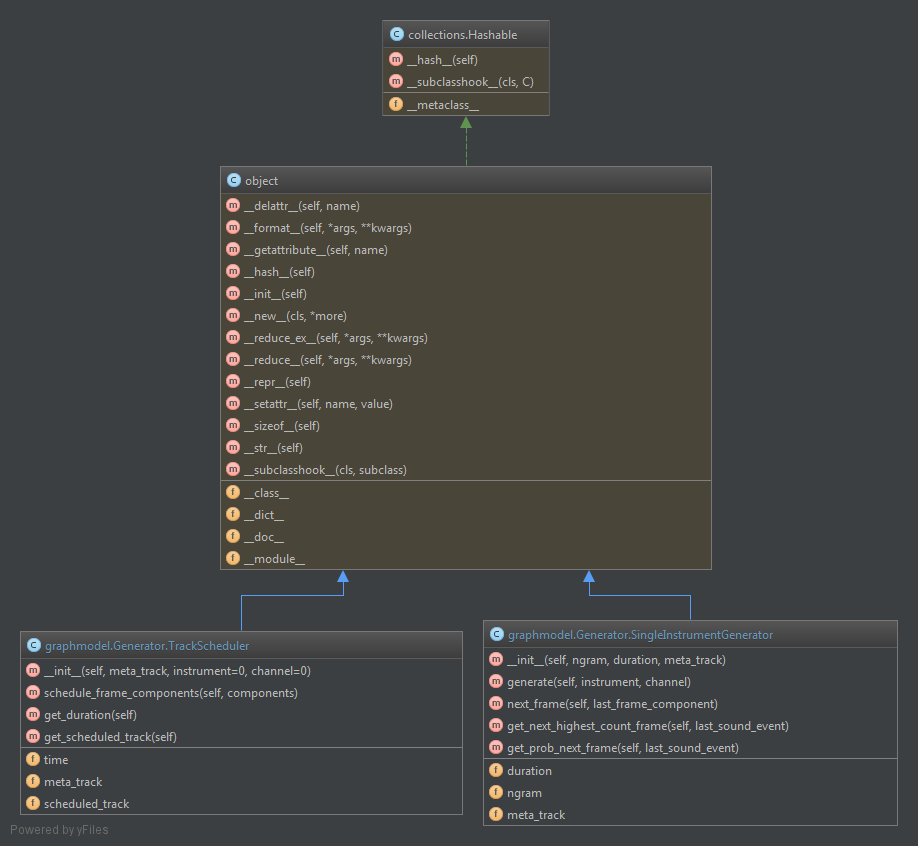 C collections.Hashable
m __hash__(self)
m __subclasshook__(cls, C)
f __metaclass__
C object
m __delattr__(self, name)
m __format__(self, *args, **kwargs)
m __getattribute__(self, name)
m __hash__(self)
m __init__(self)
m __new__(cls, *more)
m __reduce_ex__(self, *args, **kwargs)
m __reduce__(self, *args, **kwargs)
m __repr__(self)
m __setattr__(self, name, value)
m __sizeof__(self)
m __str__(self)
m __subclasshook__(cls, subclass)
f __class__
f __dict__
f __doc__
f __module__
C graphmodel.Generator.TrackScheduler
m __init__(self, meta_track, instrument=0, channel=0)
m schedule_frame_components(self, components)
m get_duration(self)
m get_scheduled_track(self)
f time
f meta_track
f scheduled_track
C graphmodel.Generator.SingleInstrumentGenerator
m __init__(self, ngram, duration, meta_track)
m generate(self, instrument, channel)
m next_frame(self, last_frame_component)
m get_next_highest_count_frame(self, last_sound_event)
m get_prob_next_frame(self, last_sound_event)
f duration
f ngram
f meta_track
Powered by yFiles